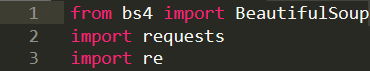 1 from bs4 import BeautifulSoup
2 import requests
3 import re